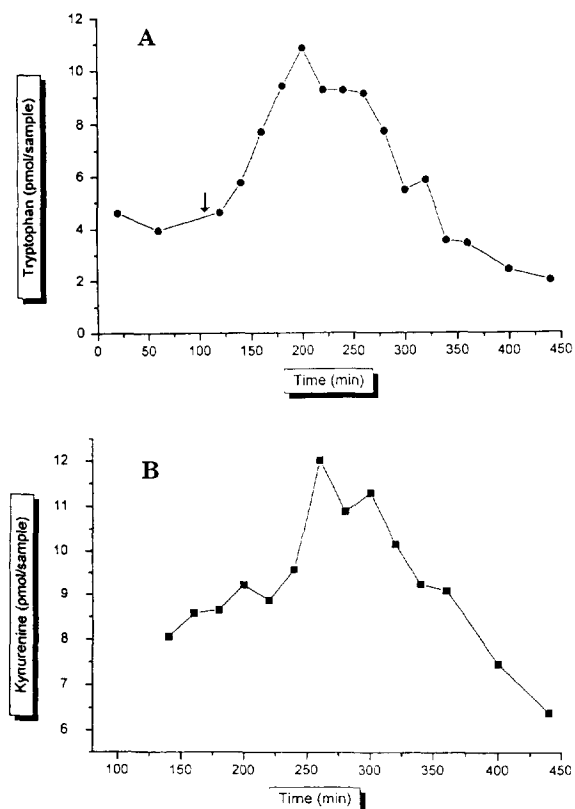 A
12
10
8
6
4
2
0
Tryptophan (pmol/sample)
0 50 100 150 200 250 300 350 400 450
Time (min)
B
12
11
10
9
8
7
6
Kynurenine (pmol/sample)
100 150 200 250 300 350 400 450
Time (min)